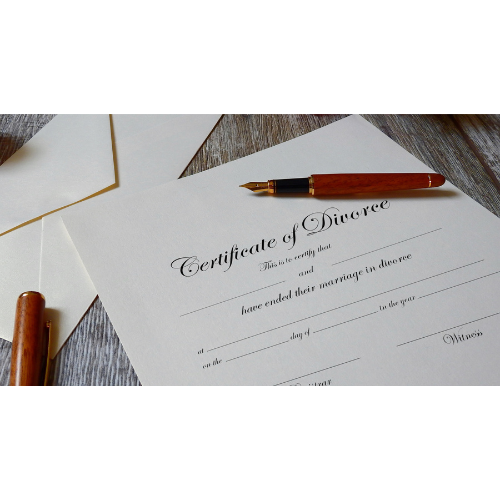 Certificate of Divorce
This is to certify that
and
have ended their marriage in divorce
at
on the day of in the year
Witness